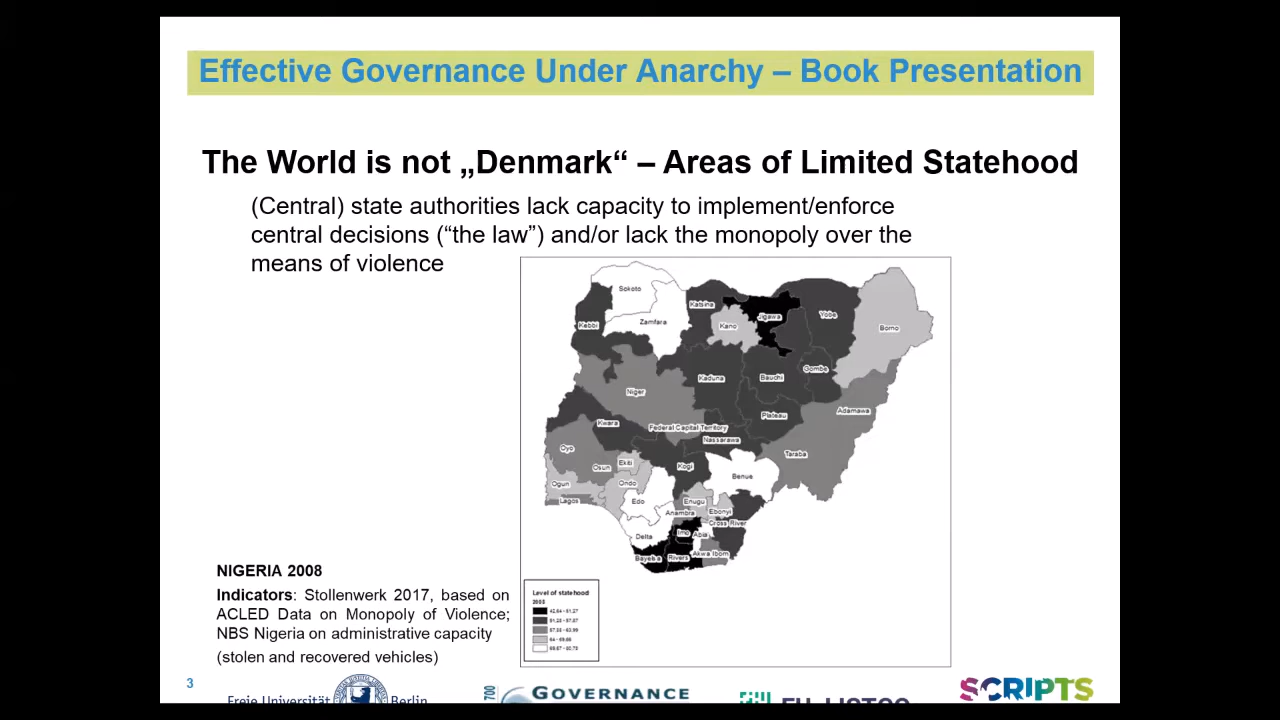 Effective Governance Under Anarchy – Book Presentation
The World is not „Denmark“ – Areas of Limited Statehood
(Central) state authorities lack capacity to implement/enforce
central decisions (“the law”) and/or lack the monopoly over the
means of violence
Sokoto
Katsina
Jigawa
Yobe
Zamfara
Kebbi
Kano
Borno
Gombe
Kaduna
Bauchi
Niger
Adamawa
Plateau
Kwara
Federal Capital Territory
Nassarawa
Oyo
Taraba
Ekiti
Osun
Kogi
Benue
Ogun
Ondo
Lagos
Edo
Enugu
Anambra
Ebonyi
Cross River
Delta
Imo
Abia
Bayelsa
Rivers
Akwa Ibom
NIGERIA 2008
Indicators: Stollenwerk 2017, based on
ACLED Data on Monopoly of Violence;
NBS Nigeria on administrative capacity
(stolen and recovered vehicles)
Level of statehood
64 - 69.86
3
Freie Universität Berlin
700
GOVERNANCE
SCRIPTS